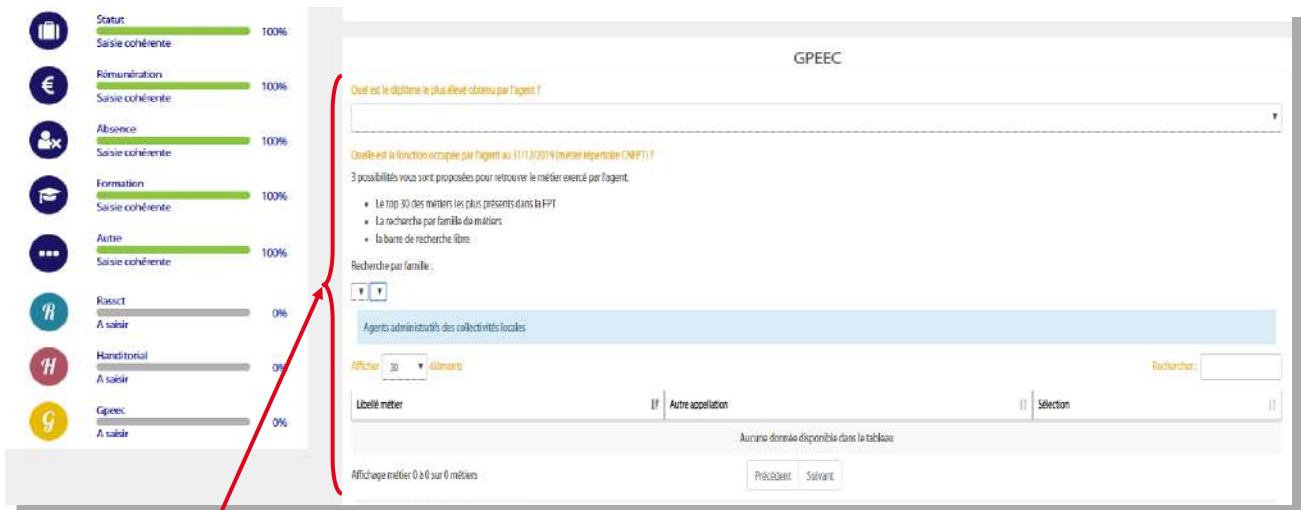 Statut
100%
Saisie cohérente
Rémunération
100%
Saisie cohérente
Absence
100%
Saisie cohérente
Formation
100%
Saisie cohérente
Autre
100%
Saisie cohérente
R
Rassct
0%
A saisir
H
Handitorial
0%
A saisir
G
Gpeec
0%
A saisir
GPEEC
Quel est le diplôme le plus élevé obtenu par l'agent ?
Quelle est la fonction occupée par l'agent au 31/12/2019 (métier répertoire CNFPT) ?
3 possibilités vous sont proposées pour retrouver le métier exercé par l'agent.
• Le top 30 des métiers les plus présents dans la FPT
• La recherche par famille de métiers
• la barre de recherche libre
Recherche par famille :
Agents administratifs des collectivités locales
Afficher 30 éléments Rechercher :
Libellé métier Autre appellation Sélection
Aucune donnée disponible dans le tableau
Affichage métier 0 à 0 sur 0 métiers Précédent Suivant